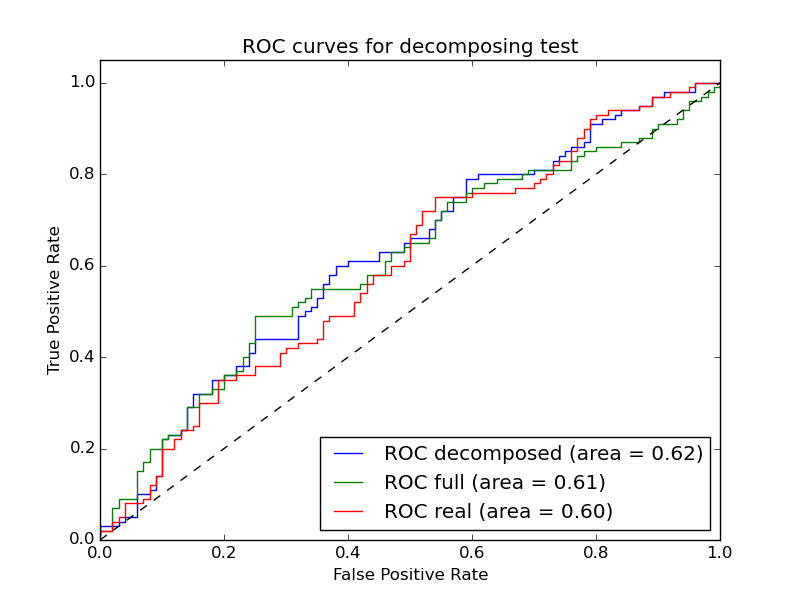 ROC curves for decomposing test
True Positive Rate
1.0
0.8
0.6
0.4
0.2
0.0
ROC decomposed (area = 0.62)
ROC full (area = 0.61)
ROC real (area = 0.60)
0.0 0.2 0.4 0.6 0.8 1.0
False Positive Rate